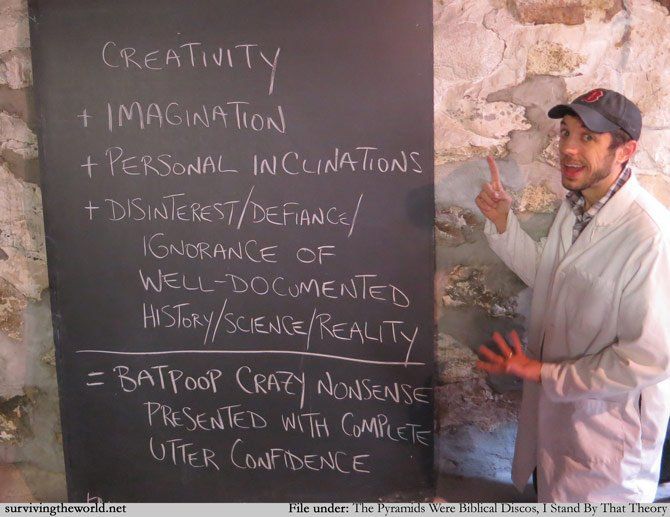 CREATIVITY
+ IMAGINATION
+ PERSONAL INCLINATIONS
+ DISINTEREST/DEFIANCE/
IGNORANCE OF
WELL-DOCUMENTED
HISTORY/SCIENCE/REALITY
= BATPOOP CRAZY NONSENSE
PRESENTED WITH COMPLETE
UTTER CONFIDENCE
survivingtheworld.net File under: The Pyramids Were Biblical Discos, I Stand By That Theory